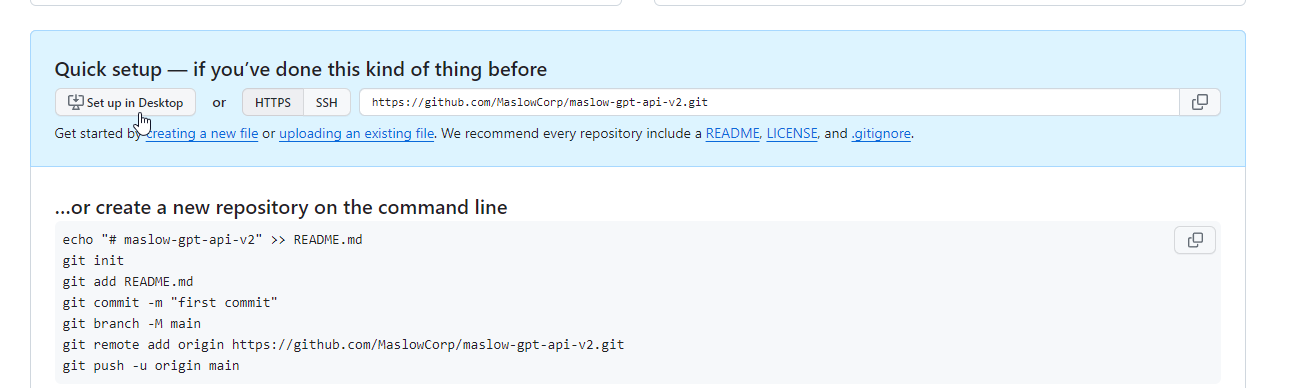 Quick setup — if you’ve done this kind of thing before
Set up in Desktop or HTTPS SSH https://github.com/MaslowCorp/maslow-gpt-api-v2.git
Get started by creating a new file or uploading an existing file. We recommend every repository include a README, LICENSE, and .gitignore.
…or create a new repository on the command line
echo "# maslow-gpt-api-v2" >> README.md
git init
git add README.md
git commit -m "first commit"
git branch -M main
git remote add origin https://github.com/MaslowCorp/maslow-gpt-api-v2.git
git push -u origin main